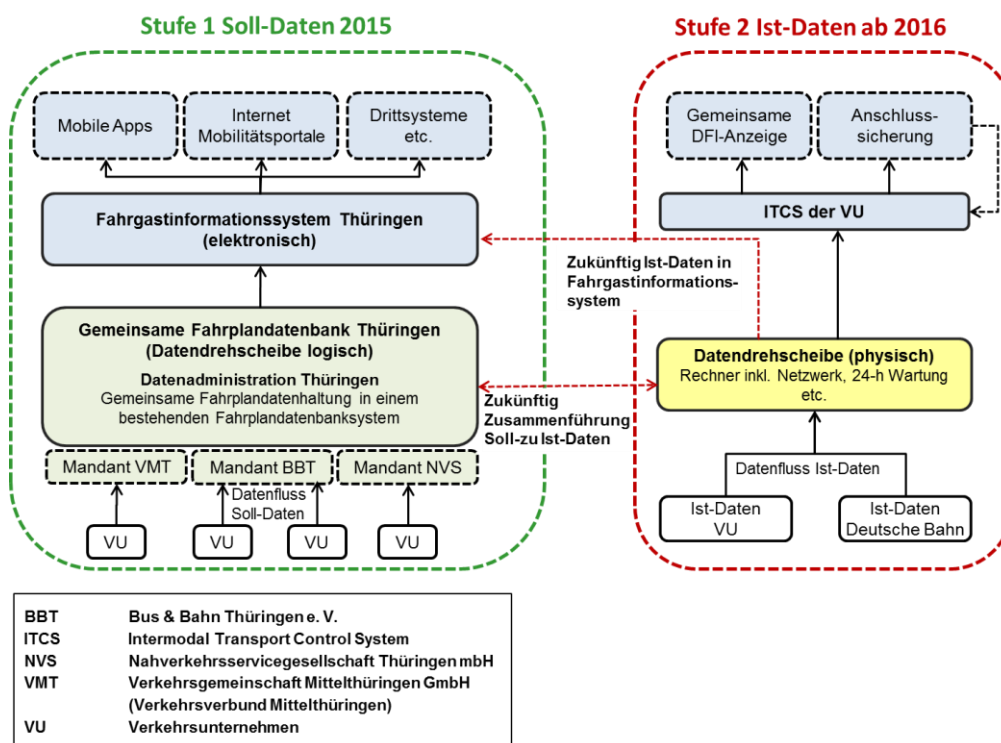 Stufe 1 Soll-Daten 2015
Mobile Apps
Internet
Mobilitätsportale
Drittsysteme
etc.
Fahrgastinformationssystem Thüringen
(elektronisch)
Gemeinsame Fahrplandatenbank Thüringen
(Datendrehscheibe logisch)
Datenadministration Thüringen
Gemeinsame Fahrplandatenhaltung in einem
bestehenden Fahrplandatenbanksystem
Mandant VMT
Mandant BBT
Mandant NVS
Datenfluss
Soll-Daten
VU
VU
VU
VU
Stufe 2 Ist-Daten ab 2016
Gemeinsame
DFI-Anzeige
Anschluss-
sicherung
ITCS der VU
Zukünftig Ist-Daten in
Fahrgastinformations-
system
Datendrehscheibe (physisch)
Rechner inkl. Netzwerk, 24-h Wartung
etc.
Zukünftig
Zusammenführung
Soll-zu Ist-Daten
Datenfluss Ist-Daten
Ist-Daten
VU
Ist-Daten
Deutsche Bahn
BBT Bus & Bahn Thüringen e. V.
ITCS Intermodal Transport Control System
NVS Nahverkehrsservicegesellschaft Thüringen mbH
VMT Verkehrsgemeinschaft Mittelthüringen GmbH
(Verkehrsverbund Mittelthüringen)
VU Verkehrsunternehmen